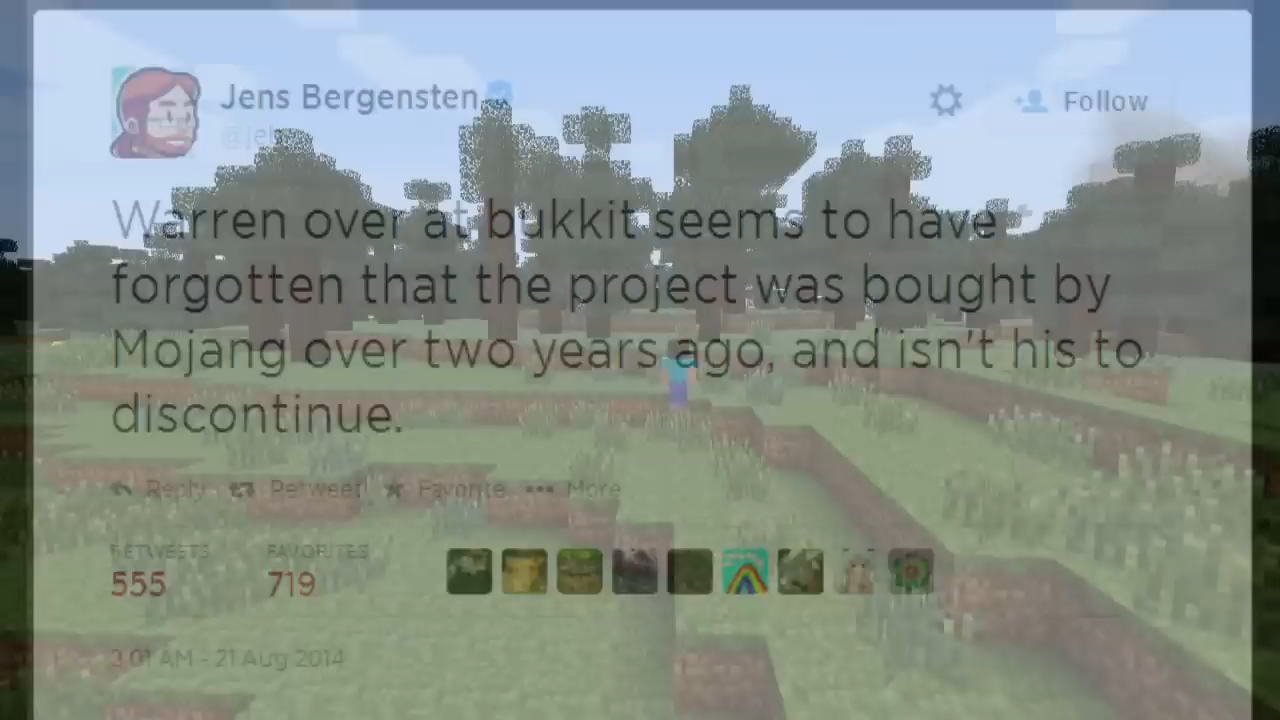 Jens Bergensten
Follow
Warren over at bukkit seems to have
forgotten that the project was bought by
Mojang over two years ago, and isn't his to
discontinue.
Reply Retweet Favorite More
RETWEETS FAVORITES
555 719
3:01 AM - 21 Aug 2014